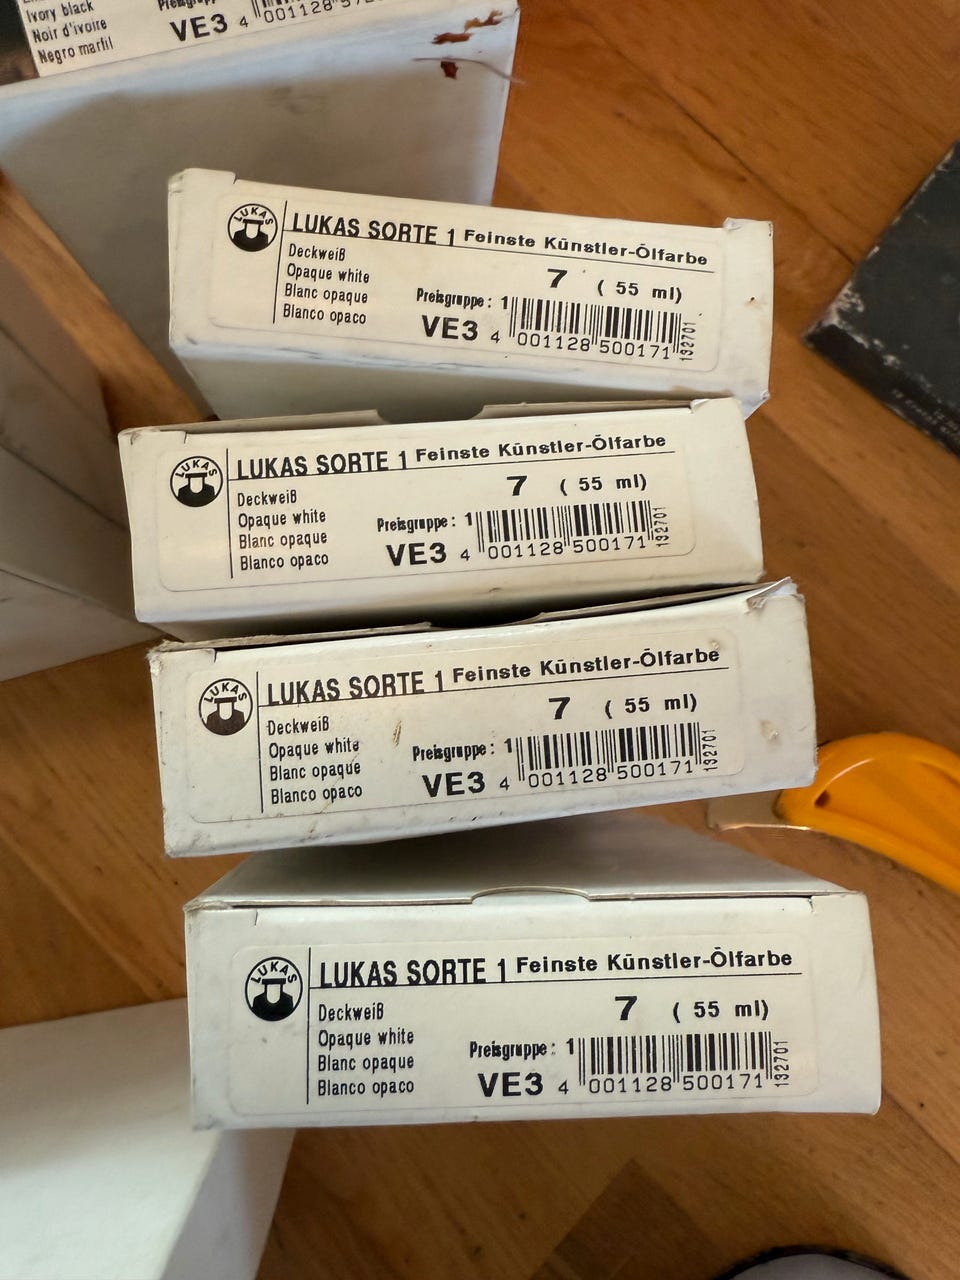 Ivory black
Noir d'ivoire
Negro marfil
VE3 4 001128
LUKAS
LUKAS SORTE 1 Feinste Künstler-Ölfarbe
Deckweiß
Opaque white
Blanc opaque
Blanco opaco
7 ( 55 ml)
Preisgruppe: 1
VE3 4 001128 500171
132701
LUKAS
LUKAS SORTE 1 Feinste Künstler-Ölfarbe
Deckweiß
Opaque white
Blanc opaque
Blanco opaco
7 ( 55 ml)
Preisgruppe: 1
VE3 4 001128 500171
132701
LUKAS
LUKAS SORTE 1 Feinste Künstler-Ölfarbe
Deckweiß
Opaque white
Blanc opaque
Blanco opaco
7 ( 55 ml)
Preisgruppe: 1
VE3 4 001128 500171
132701
LUKAS
LUKAS SORTE 1 Feinste Künstler-Ölfarbe
Deckweiß
Opaque white
Blanc opaque
Blanco opaco
7 ( 55 ml)
Preisgruppe: 1
VE3 4 001128 500171
132701